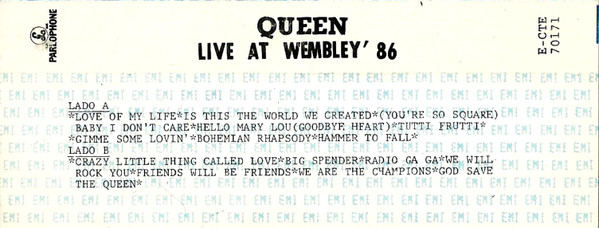 PARLOPHONE
QUEEN
LIVE AT WEMBLEY' 86
E-CTE
70171
LADO A
*LOVE OF MY LIFE*IS THIS THE WORLD WE CREATED*(YOU'RE SO SQUARE)
BABY I DON'T CARE*HELLO MARY LOU(GOODBYE HEART)*TUTTI FRUTTI*
*GIMME SOME LOVIN'*BOHEMIAN RHAPSODY*HAMMER TO FALL*
LADO B
*CRAZY LITTLE THING CALLED LOVE*BIG SPENDER*RADIO GA GA*WE WILL
ROCK YOU*FRIENDS WILL BE FRIENDS*WE ARE THE CHAMPIONS*GOD SAVE
THE QUEEN*